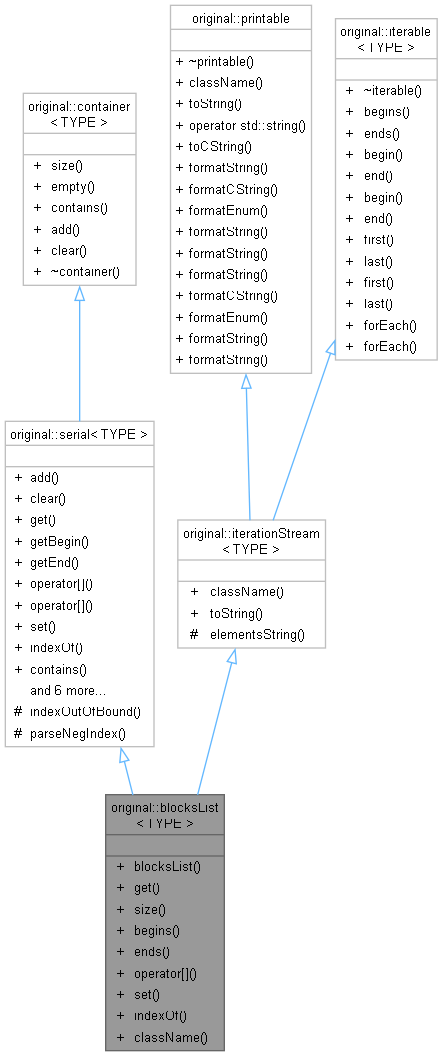 original::printable
+ ~printable()
+ className()
+ toString()
+ operator std::string()
+ toCString()
+ formatString()
+ formatCString()
+ formatEnum()
+ formatString()
+ formatString()
+ formatString()
+ formatCString()
+ formatEnum()
+ formatString()
+ formatString()
original::iterable
< TYPE >
+ ~iterable()
+ begins()
+ ends()
+ begin()
+ end()
+ begin()
+ end()
+ first()
+ last()
+ first()
+ last()
+ forEach()
+ forEach()
original::container
< TYPE >
+ size()
+ empty()
+ contains()
+ add()
+ clear()
+ ~container()
original::serial< TYPE >
+ add()
+ clear()
+ get()
+ getBegin()
+ getEnd()
+ operator[]()
+ operator[]()
+ set()
+ indexOf()
+ contains()
and 6 more...
# indexOutOfBound()
# parseNegIndex()
original::iterationStream
< TYPE >
+ className()
+ toString()
# elementsString()
original::blocksList
< TYPE >
+ blocksList()
+ get()
+ size()
+ begins()
+ ends()
+ operator[]()
+ set()
+ indexOf()
+ className()